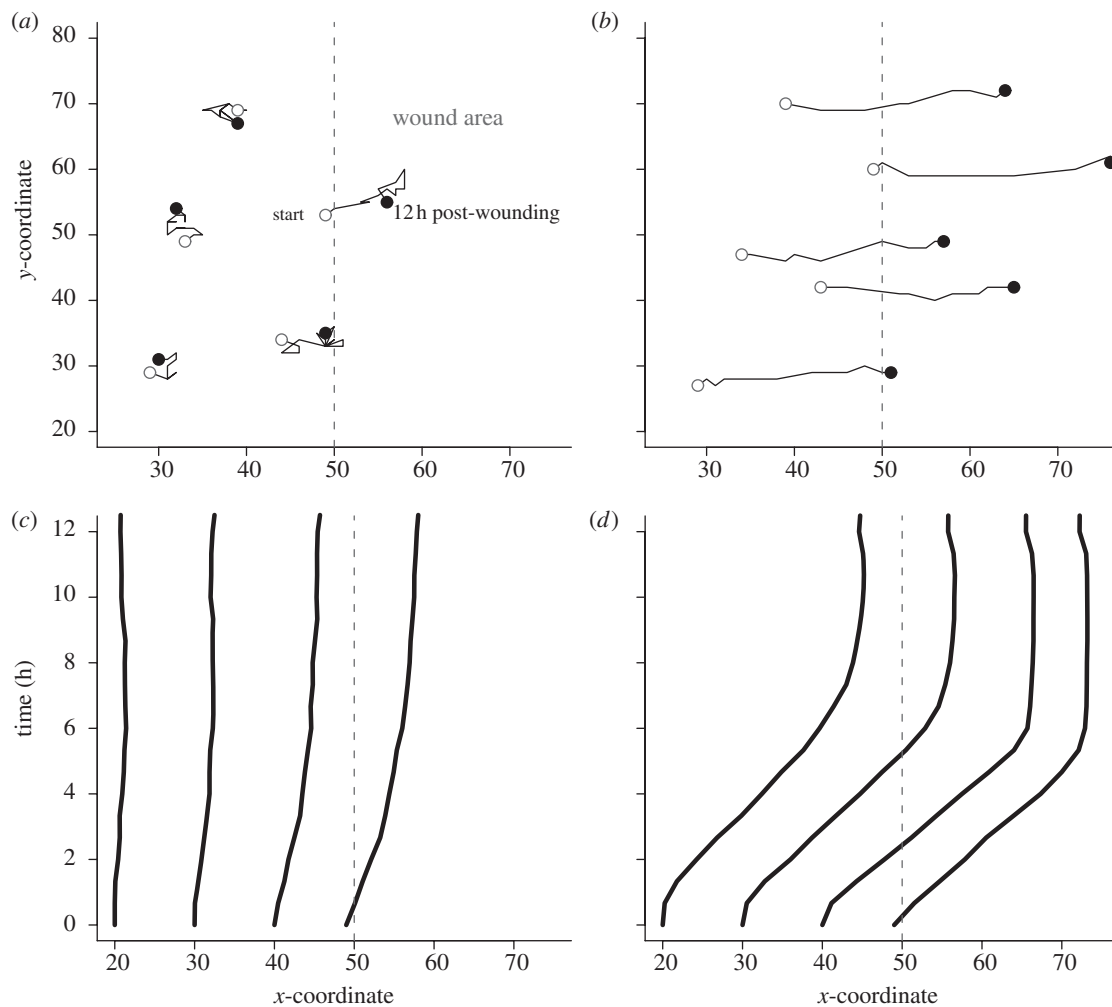 (a)
(b)
80
70
60
50
40
30
20
y-coordinate
wound area
start
12 h post-wounding
30 40 50 60 70
30 40 50 60 70
(c)
(d)
12
10
8
6
4
2
0
time (h)
20 30 40 50 60 70
20 30 40 50 60 70
x-coordinate
x-coordinate